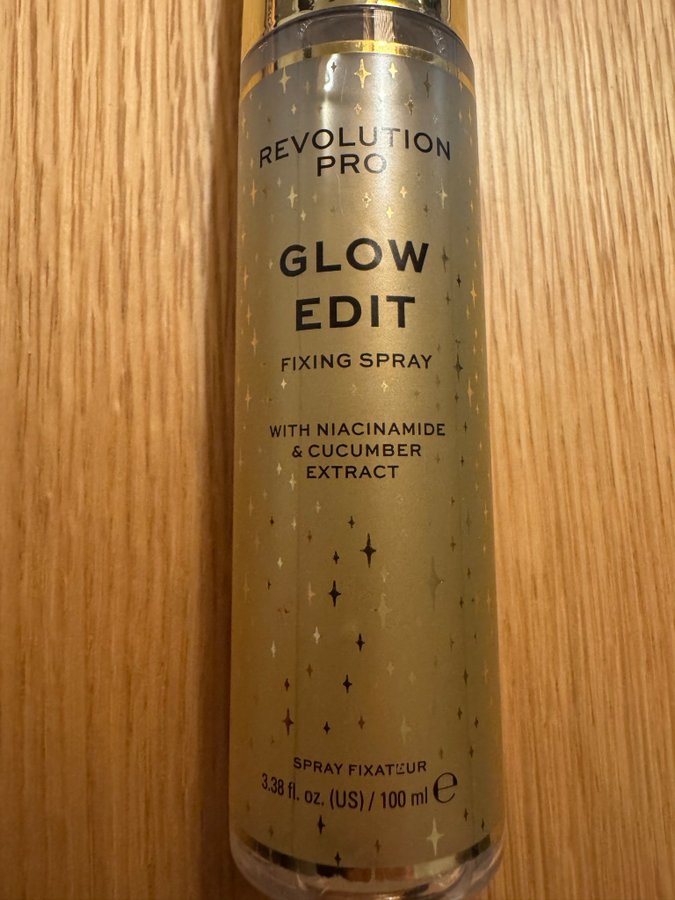 REVOLUTION
PRO
GLOW
EDIT
FIXING SPRAY
WITH NIACINAMIDE
& CUCUMBER
EXTRACT
SPRAY FIXATEUR
3.38 fl. oz. (US) / 100 ml ℮